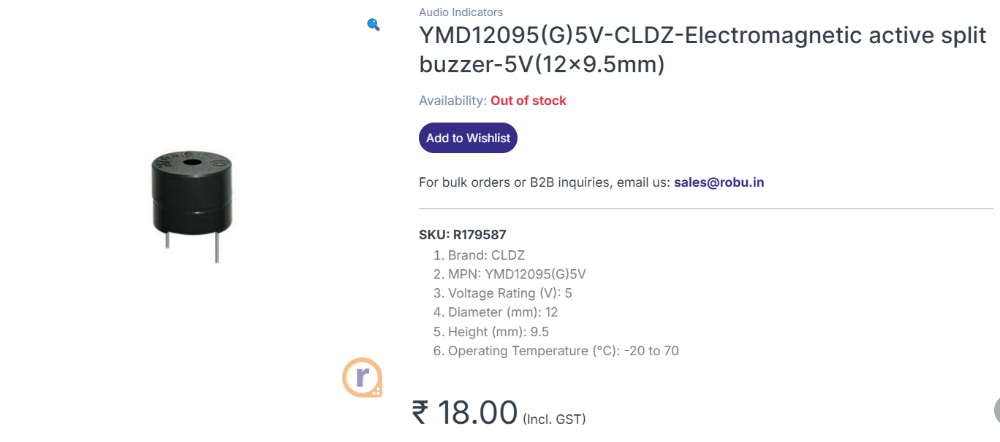 Audio Indicators
YMD12095(G)5V-CLDZ-Electromagnetic active split
buzzer-5V(12×9.5mm)
Availability: Out of stock
Add to Wishlist
For bulk orders or B2B inquiries, email us: sales@robu.in
SKU: R179587
1. Brand: CLDZ
2. MPN: YMD12095(G)5V
3. Voltage Rating (V): 5
4. Diameter (mm): 12
5. Height (mm): 9.5
6. Operating Temperature (°C): -20 to 70
r
₹ 18.00 (Incl. GST)